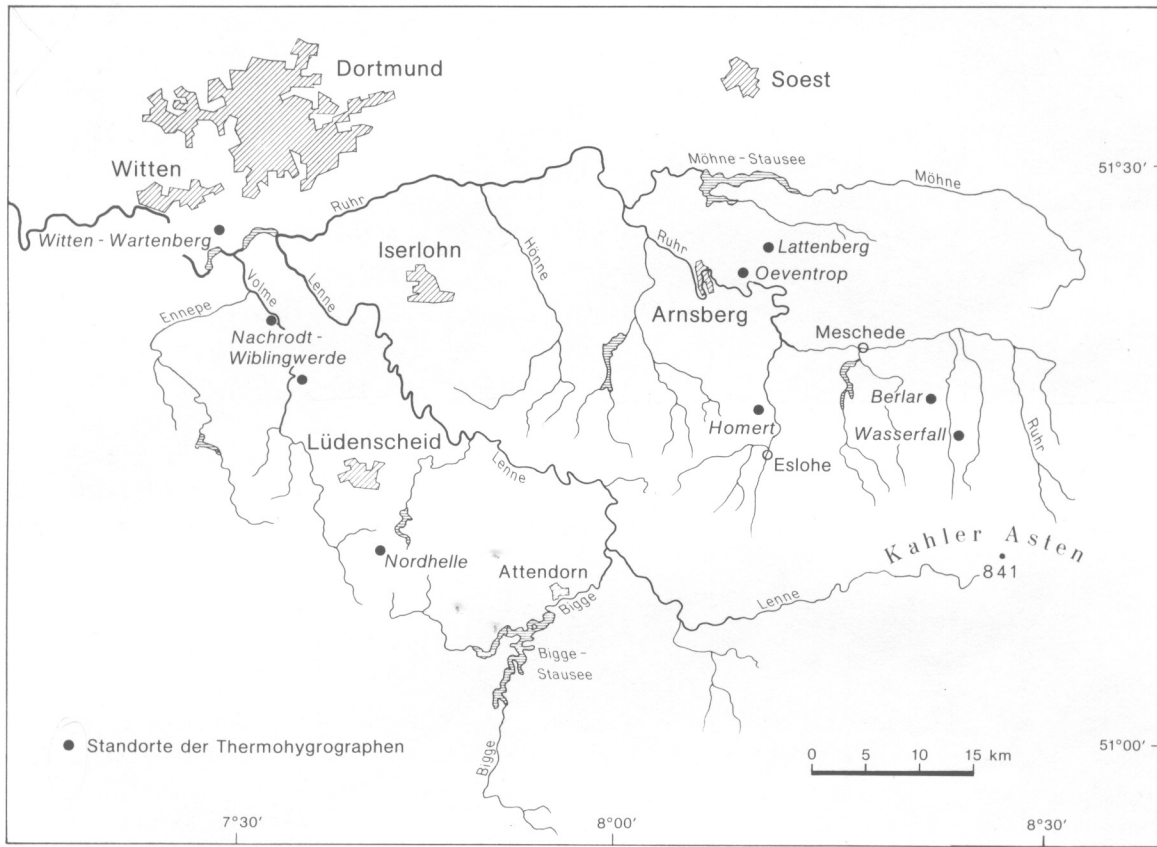 Dortmund
Soest
Witten
Möhne-Stausee
51°30′
Möhne
Ruhr
Witten-Wartenberg
Iserlohn
Hönne
Ruhr
Lattenberg
Oeventrop
Volme
Lenne
Ennepe
Arnsberg
Meschede
Nachrodt-
Wiblingwerde
Berlar
Homert
Wasserfall
Ruhr
Lüdenscheid
Lenne
Eslohe
Kahler Asten
841
Nordhelle
Attendorn
Bigge
Lenne
Bigge-
Stausee
Standorte der Thermohygrographen
Bigge
0 5 10 15 km
51°00′
7°30′
8°00′
8°30′